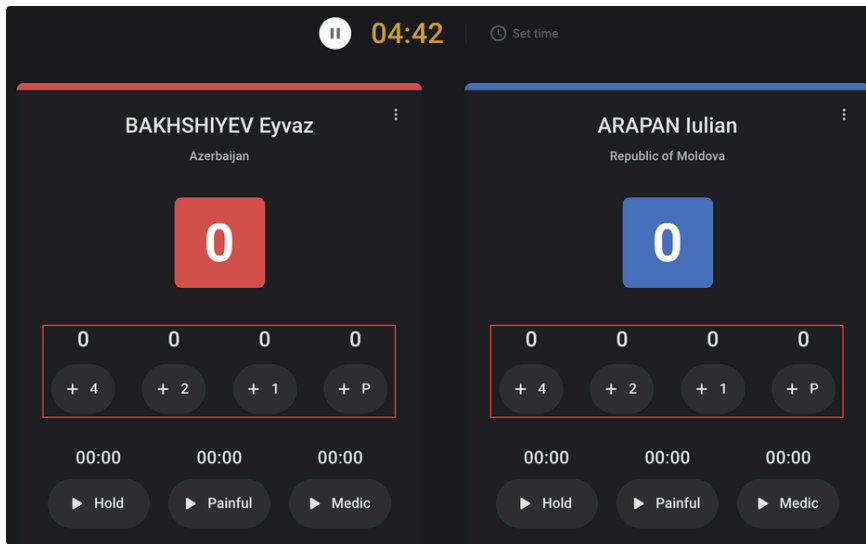 04:42 Set time
BAKHSHIYEV Eyvaz
Azerbaijan
0
0 0 0 0
+ 4 + 2 + 1 + P
00:00 00:00 00:00
Hold Painful Medic
ARAPAN Iulian
Republic of Moldova
0
0 0 0 0
+ 4 + 2 + 1 + P
00:00 00:00 00:00
Hold Painful Medic